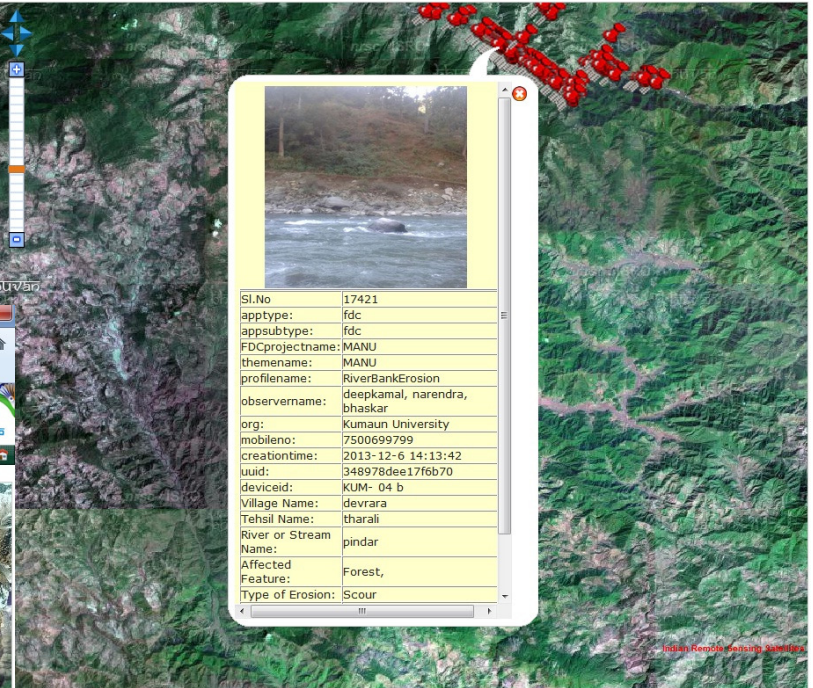 nrsc ISRO
Sl.No 17421
apptype: fdc
appsubtype: fdc
FDCprojectname: MANU
themename: MANU
profilename: RiverBankErosion
observername: deepkamal, narendra,
bhaskar
org: Kumaun University
mobileno: 7500699799
creationtime: 2013-12-6 14:13:42
uuid: 348978dee17f6b70
deviceid: KUM- 04 b
Village Name: devrara
Tehsil Name: tharali
River or Stream
Name: pindar
Affected
Feature: Forest,
Type of Erosion: Scour
Indian Remote Sensing Satellites